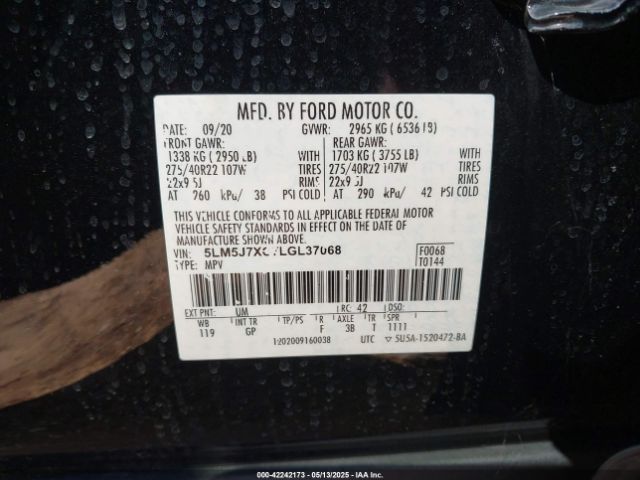 MFD. BY FORD MOTOR CO.
DATE: 09/20 GVWR: 2965 KG ( 6536 LB)
FRONT GAWR: REAR GAWR:
1338 KG ( 2950 LB) WITH 1703 KG ( 3755 LB) WITH
275/40R22 107W TIRES 275/40R22 107W TIRES
22x9.5J RIMS 22x9.5J RIMS
AT 260 kPa/ 38 PSI COLD AT 290 kPa/ 42 PSI COLD
THIS VEHICLE CONFORMS TO ALL APPLICABLE FEDERAL MOTOR
VEHICLE SAFETY STANDARDS IN EFFECT ON THE DATE OF
MANUFACTURE SHOWN ABOVE.
VIN: F0068
TYPE: MPV T0144
EXT PNT: UM RC: 42 DSO:
WB INT TR TP/PS R AXLE TR SPR
119 GP F 3B T 1111
UTC
000-42242173 - 05/13/2025 - IAA Inc.